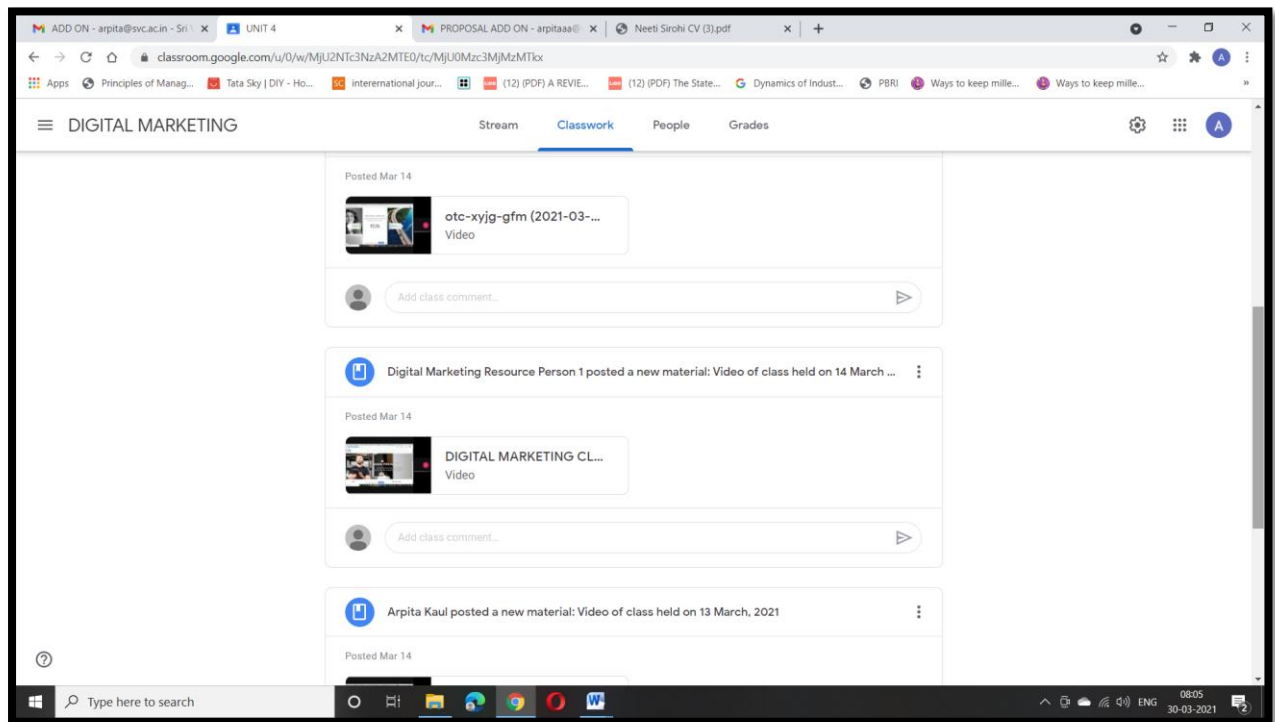 ADD ON - arpita@svc.ac.in - Sri
UNIT 4
PROPOSAL ADD ON - arpitaaa@
Neeti Sirohi CV (3).pdf
classroom.google.com/u/0/w/MjU2NTc3NzA2MTE0/tc/MjU0Mzc3MjMzMTkx
A
Apps
Principles of Manag...
Tata Sky | DIY - Ho...
SC
interernational jour...
(12) (PDF) A REVIE...
(12) (PDF) The State...
Dynamics of Indust...
PBRI
Ways to keep mille...
Ways to keep mille...
»
DIGITAL MARKETING
Stream
Classwork
People
Grades
A
Posted Mar 14
otc-xyjg-gfm (2021-03-...
Video
Add class comment...
Digital Marketing Resource Person 1 posted a new material: Video of class held on 14 March ...
Posted Mar 14
DIGITAL MARKETING CL...
Video
Add class comment...
Arpita Kaul posted a new material: Video of class held on 13 March, 2021
Posted Mar 14
Type here to search
ENG
08:05
30-03-2021
2